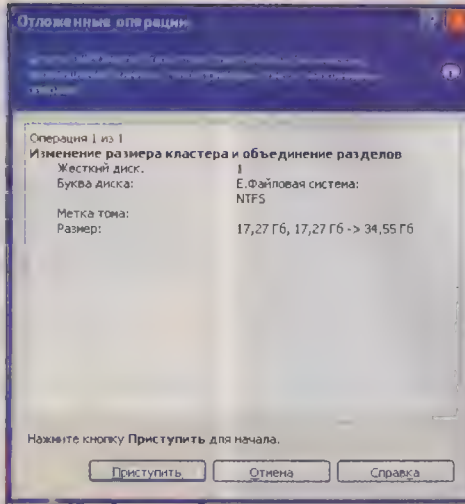 Отложенные операции
Операция 1 из 1
Изменение размера кластера и объединение разделов
Жесткий диск. 1
Буква диска: E.Файловая система:
NTFS
Метка тома:
Размер: 17,27 Гб, 17,27 Гб -> 34,55 Гб
Нажмите кнопку Приступить для начала.
Приступить Отмена Справка